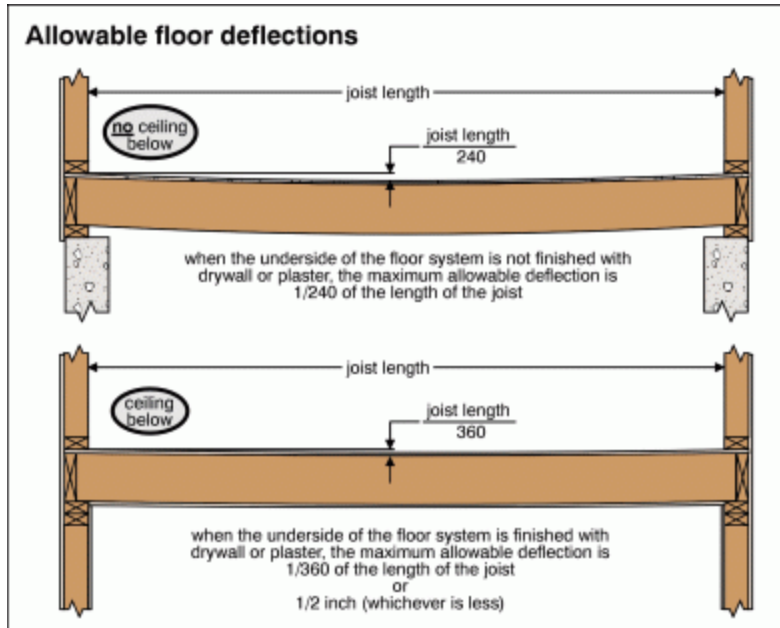 Allowable floor deflections
joist length
no ceiling
below
joist length
240
when the underside of the floor system is not finished with
drywall or plaster, the maximum allowable deflection is
1/240 of the length of the joist
joist length
ceiling
below
joist length
360
when the underside of the floor system is finished with
drywall or plaster, the maximum allowable deflection is
1/360 of the length of the joist
or
1/2 inch (whichever is less)